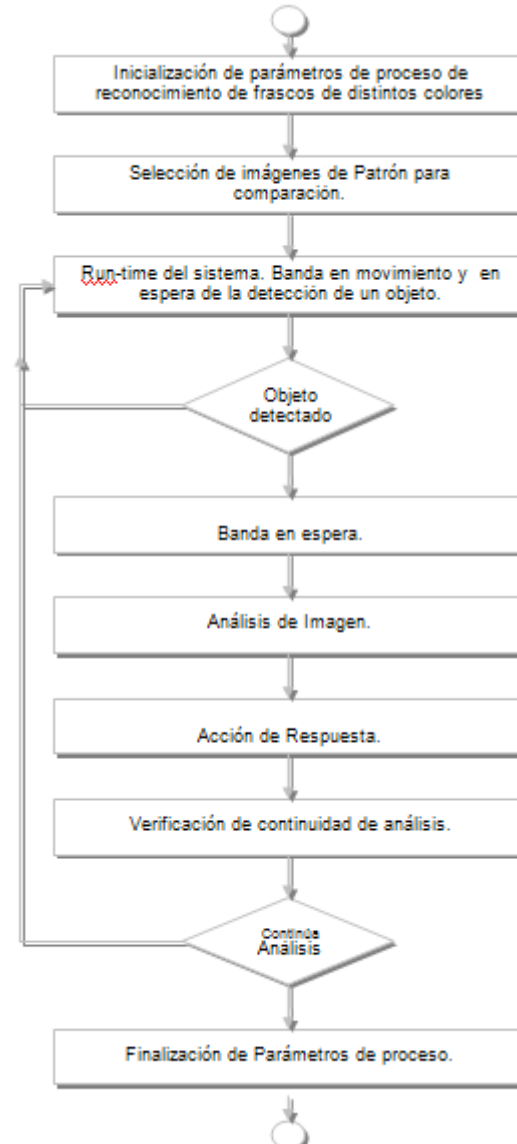 Inicialización de parámetros de proceso de
reconocimiento de frascos de distintos colores
Selección de imágenes de Patrón para
comparación.
Run-time del sistema. Banda en movimiento y en
espera de la detección de un objeto.
Objeto
detectado
Banda en espera.
Análisis de Imagen.
Acción de Respuesta.
Verificación de continuidad de análisis.
Continúa
Análisis
Finalización de Parámetros de proceso.